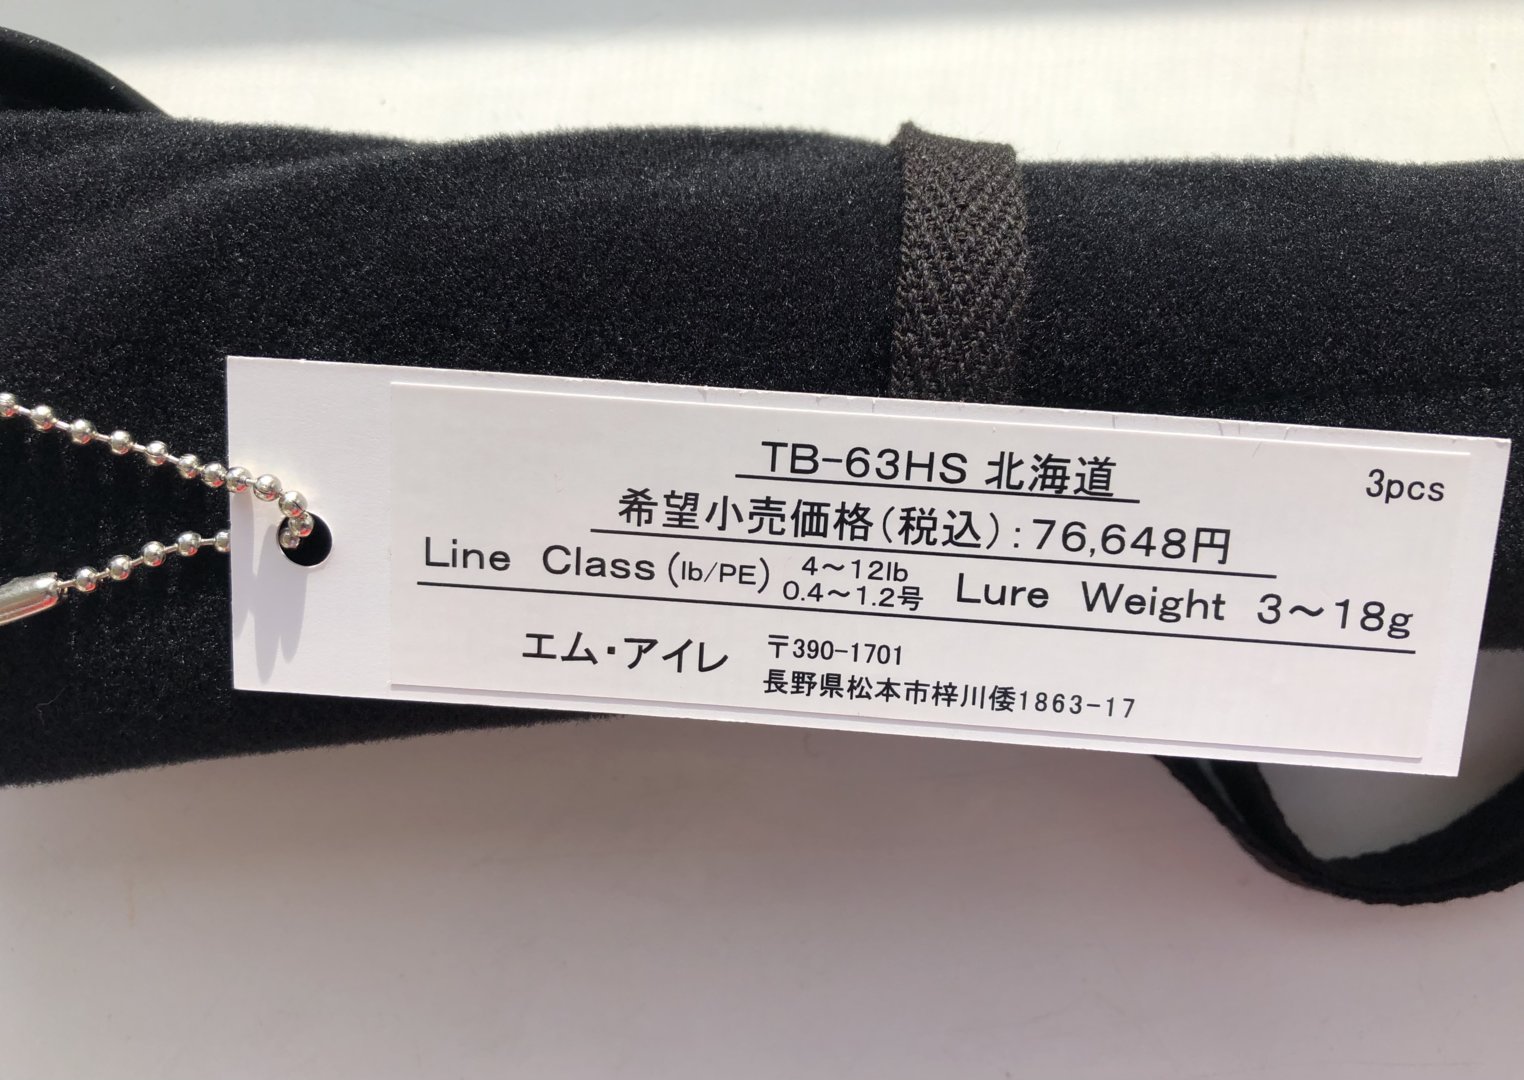 TB-63HS 北海道 3pcs
希望小売価格(税込):76,648円
Line Class (lb/PE) 4～12lb 0.4～1.2号 Lure Weight 3～18g
エム・アイレ 〒390-1701
長野県松本市梓川倭1863-17